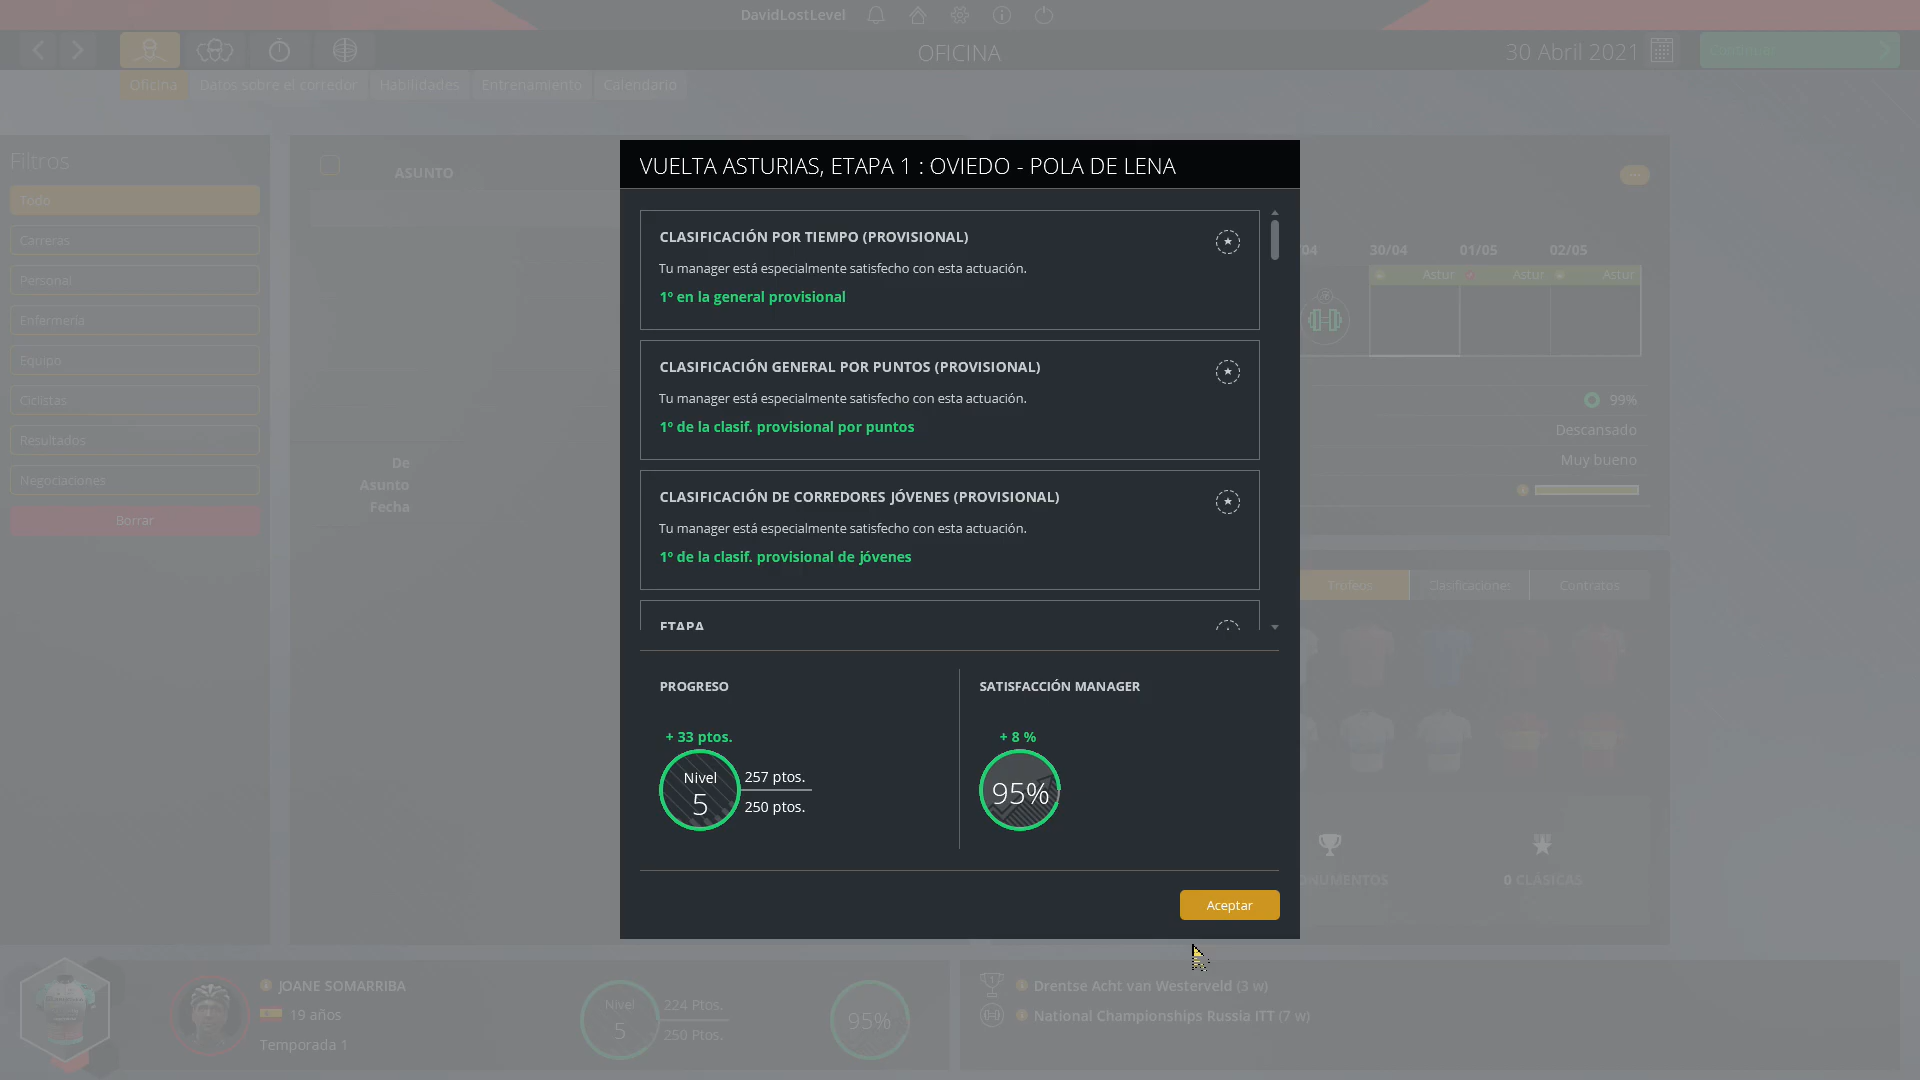 DavidLostLevel
OFICINA
30 Abril 2021
Continuar
Oficina
Datos sobre el corredor
Habilidades
Entrenamiento
Calendario
Filtros
Todo
Carreras
Personal
Enfermería
Equipo
Ciclistas
Resultados
Negociaciones
Borrar
ASUNTO
De
Asunto
Fecha
VUELTA ASTURIAS, ETAPA 1 : OVIEDO - POLA DE LENA
CLASIFICACIÓN POR TIEMPO (PROVISIONAL)
Tu manager está especialmente satisfecho con esta actuación.
1º en la general provisional
CLASIFICACIÓN GENERAL POR PUNTOS (PROVISIONAL)
Tu manager está especialmente satisfecho con esta actuación.
1º de la clasif. provisional por puntos
CLASIFICACIÓN DE CORREDORES JÓVENES (PROVISIONAL)
Tu manager está especialmente satisfecho con esta actuación.
1º de la clasif. provisional de jóvenes
ETAPA
PROGRESO
+ 33 ptos.
Nivel
5
257 ptos.
250 ptos.
SATISFACCIÓN MANAGER
+ 8 %
95%
Aceptar
/04
30/04
01/05
02/05
Astur
Astur
Astur
99%
Descansado
Muy bueno
Trofeos
Clasificaciones
Contratos
ONUMENTOS
0 CLÁSICAS
JOANE SOMARRIBA
19 años
Temporada 1
Nivel
5
224 Ptos.
250 Ptos.
95%
Drentse Acht van Westerveld (3 w)
National Championships Russia ITT (7 w)